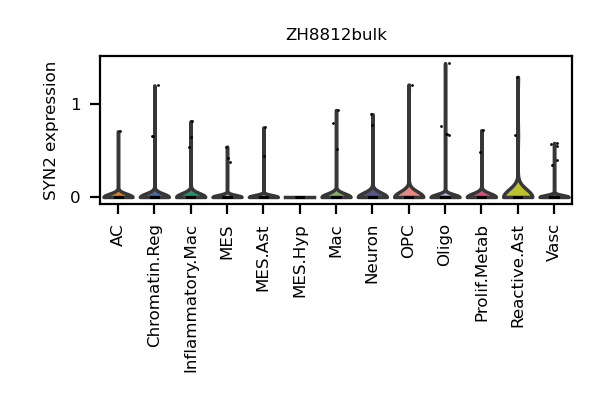 ZH8812bulk
SYN2 expression
1
0
AC
Chromatin.Reg
Inflammatory.Mac
MES
MES.Ast
MES.Hyp
Mac
Neuron
OPC
Oligo
Prolif.Metab
Reactive.Ast
Vasc